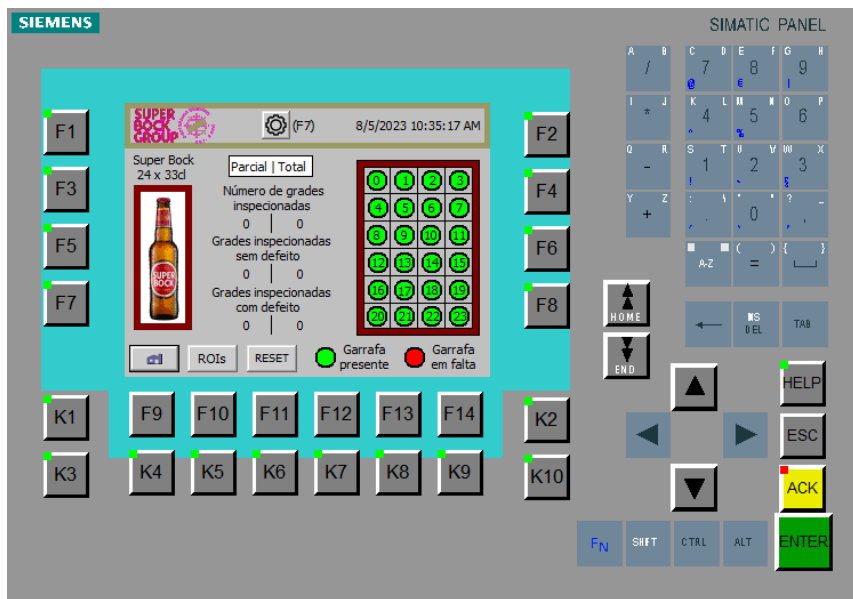 SIEMENS
SIMATIC PANEL
A B
/
C D
7
@
E F
8
€
G H
9
|
I J
*
K L
4
^
M N
5
%
O P
6
Q R
-
S T
1
!
U V
2
W X
3
§
Y Z
+
: \
.
0
? _
,
A-Z
( )
=
{ }
INS
DEL
TAB
HOME
END
HELP
ESC
ACK
ENTER
FN
SHIFT
CTRL
ALT
F1
F3
F5
F7
F2
F4
F6
F8
SUPER
BOCK
GROUP
(F7)
8/5/2023 10:35:17 AM
Super Bock
24 x 33cl
SUPER
BOCK
Parcial | Total
Número de grades
inspecionadas
0 | 0
Grades inspecionadas
sem defeito
0 | 0
Grades inspecionadas
com defeito
0 | 0
0 1 2 3
4 5 6 7
8 9 10 11
12 13 14 15
16 17 18 19
20 21 22 23
ROIs
RESET
Garrafa
presente
Garrafa
em falta
K1
F9 F10 F11 F12 F13 F14
K2
K3
K4 K5 K6 K7 K8 K9
K10